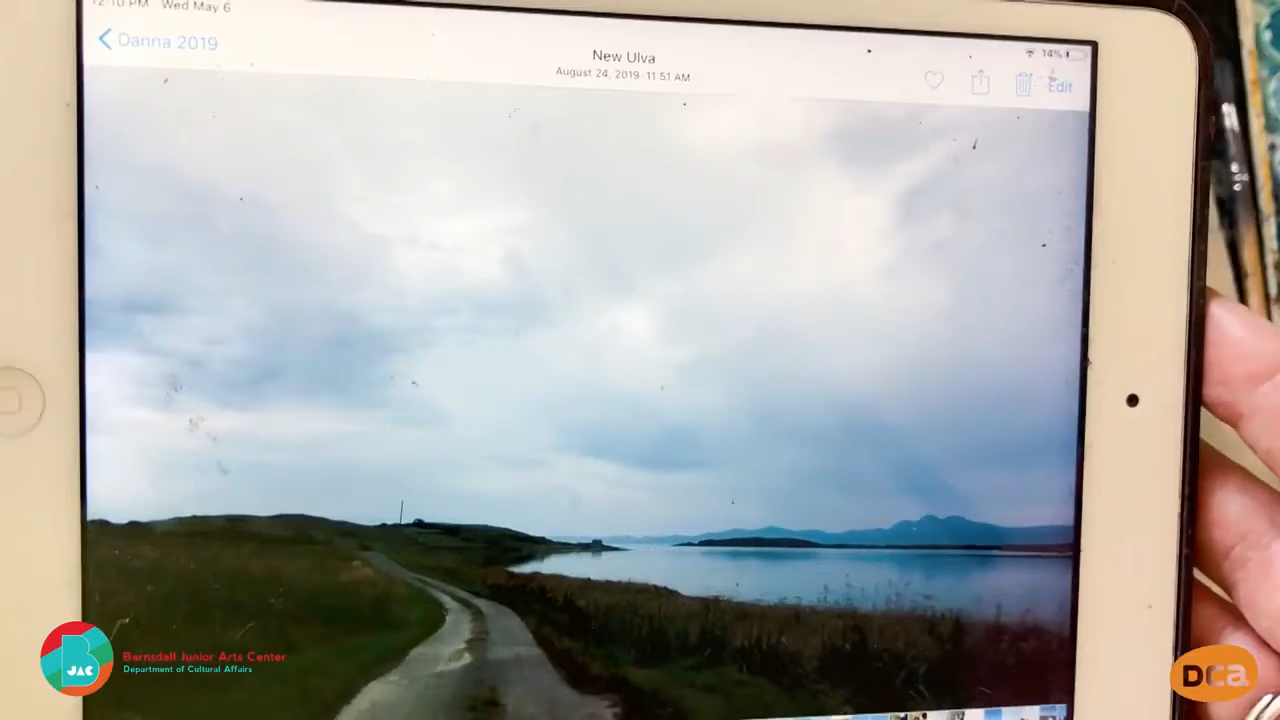 12:10 PM Wed May 6
Danna 2019
New Ulva
August 24, 2019 11:51 AM
14%
Edit
B
JAC
Barnsdall Junior Arts Center
Department of Cultural Affairs
DCa